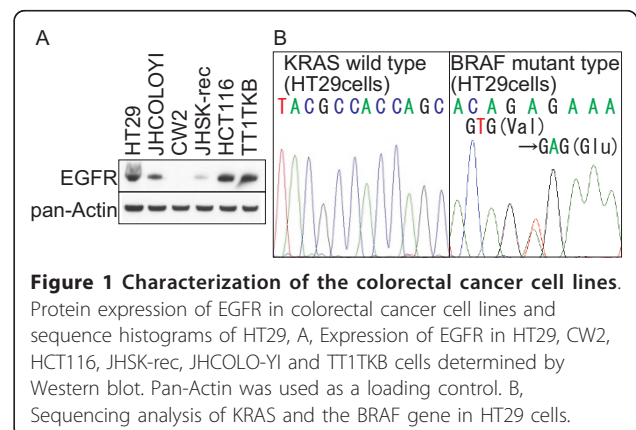 A
B
HT29
JHCOLOYI
CW2
JHSK-rec
HCT116
TT1TKB
EGFR
pan-Actin
KRAS wild type
(HT29cells)
TACGCCACCAGC
BRAF mutant type
(HT29cells)
ACAGAGAAA
GTG(Val)
→GAG(Glu)
Figure 1 Characterization of the colorectal cancer cell lines.
Protein expression of EGFR in colorectal cancer cell lines and
sequence histograms of HT29, A, Expression of EGFR in HT29, CW2,
HCT116, JHSK-rec, JHCOLO-YI and TT1TKB cells determined by
Western blot. Pan-Actin was used as a loading control. B,
Sequencing analysis of KRAS and the BRAF gene in HT29 cells.